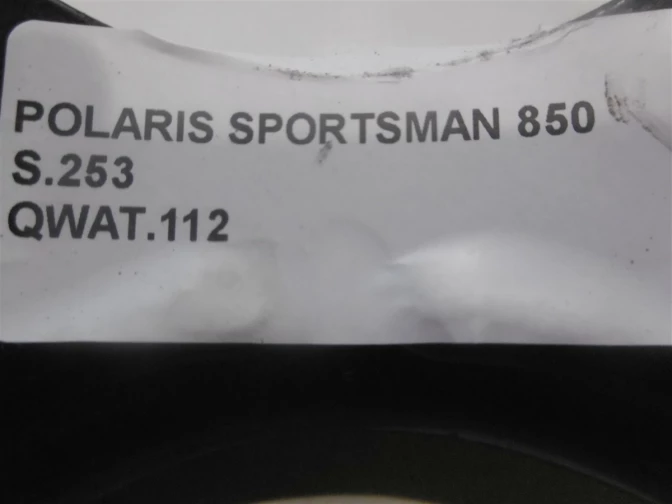 POLARIS SPORTSMAN 850
S.253
QWAT.112